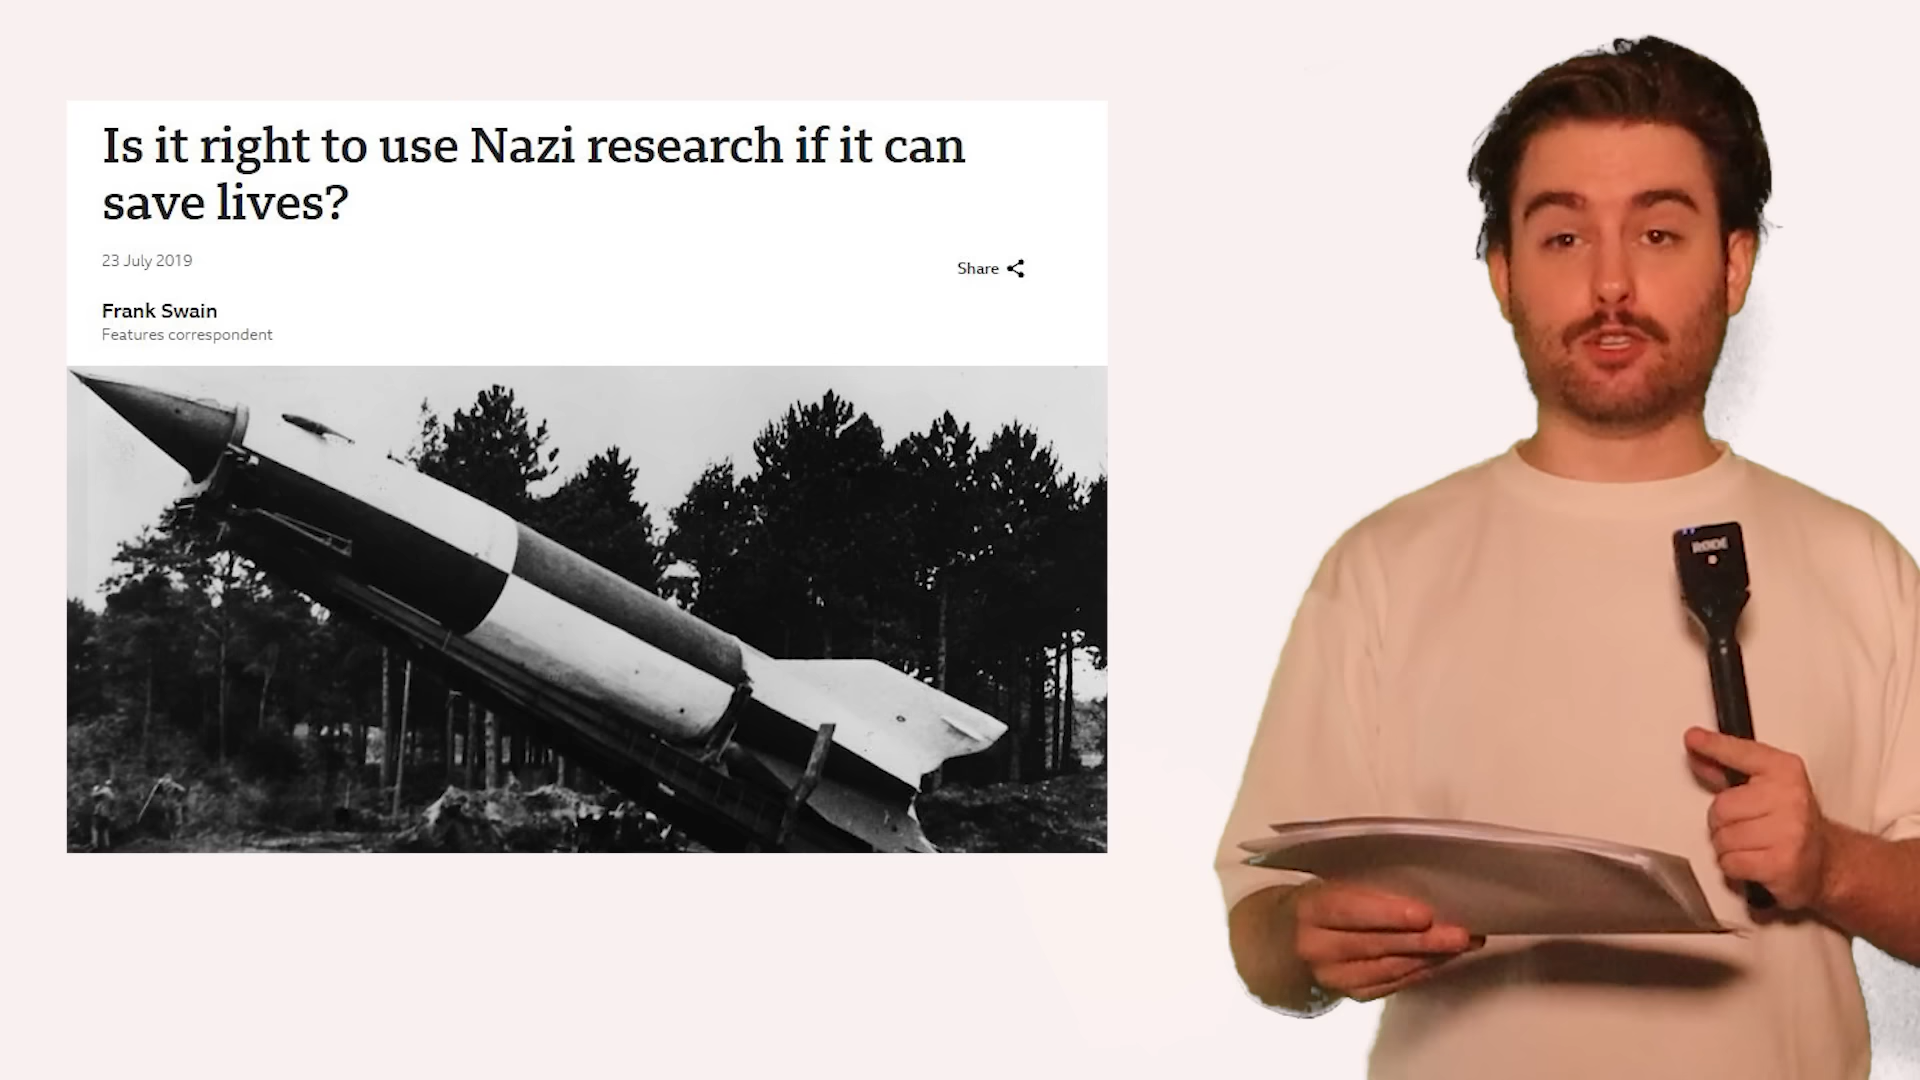 Is it right to use Nazi research if it can
save lives?
23 July 2019
Share
Frank Swain
Features correspondent
RØDE